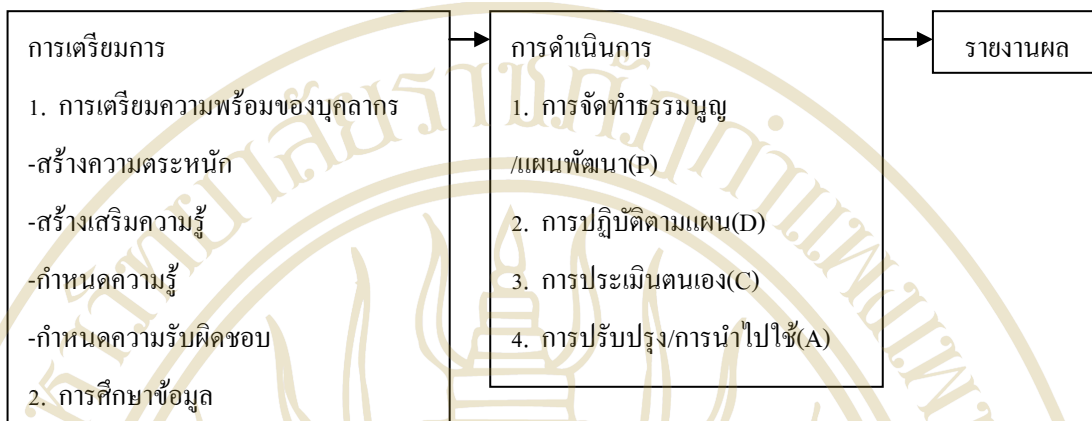 การเตรียมการ
1. การเตรียมความพร้อมของบุคลากร
-สร้างความตระหนัก
-สร้างเสริมความรู้
-กำหนดความรู้
-กำหนดความรับผิดชอบ
2. การศึกษาข้อมูล
การดำเนินการ
1. การจัดทำธรรมนูญ
/แผนพัฒนา(P)
2. การปฏิบัติตามแผน(D)
3. การประเมินตนเอง(C)
4. การปรับปรุง/การนำไปใช้(A)
รายงานผล